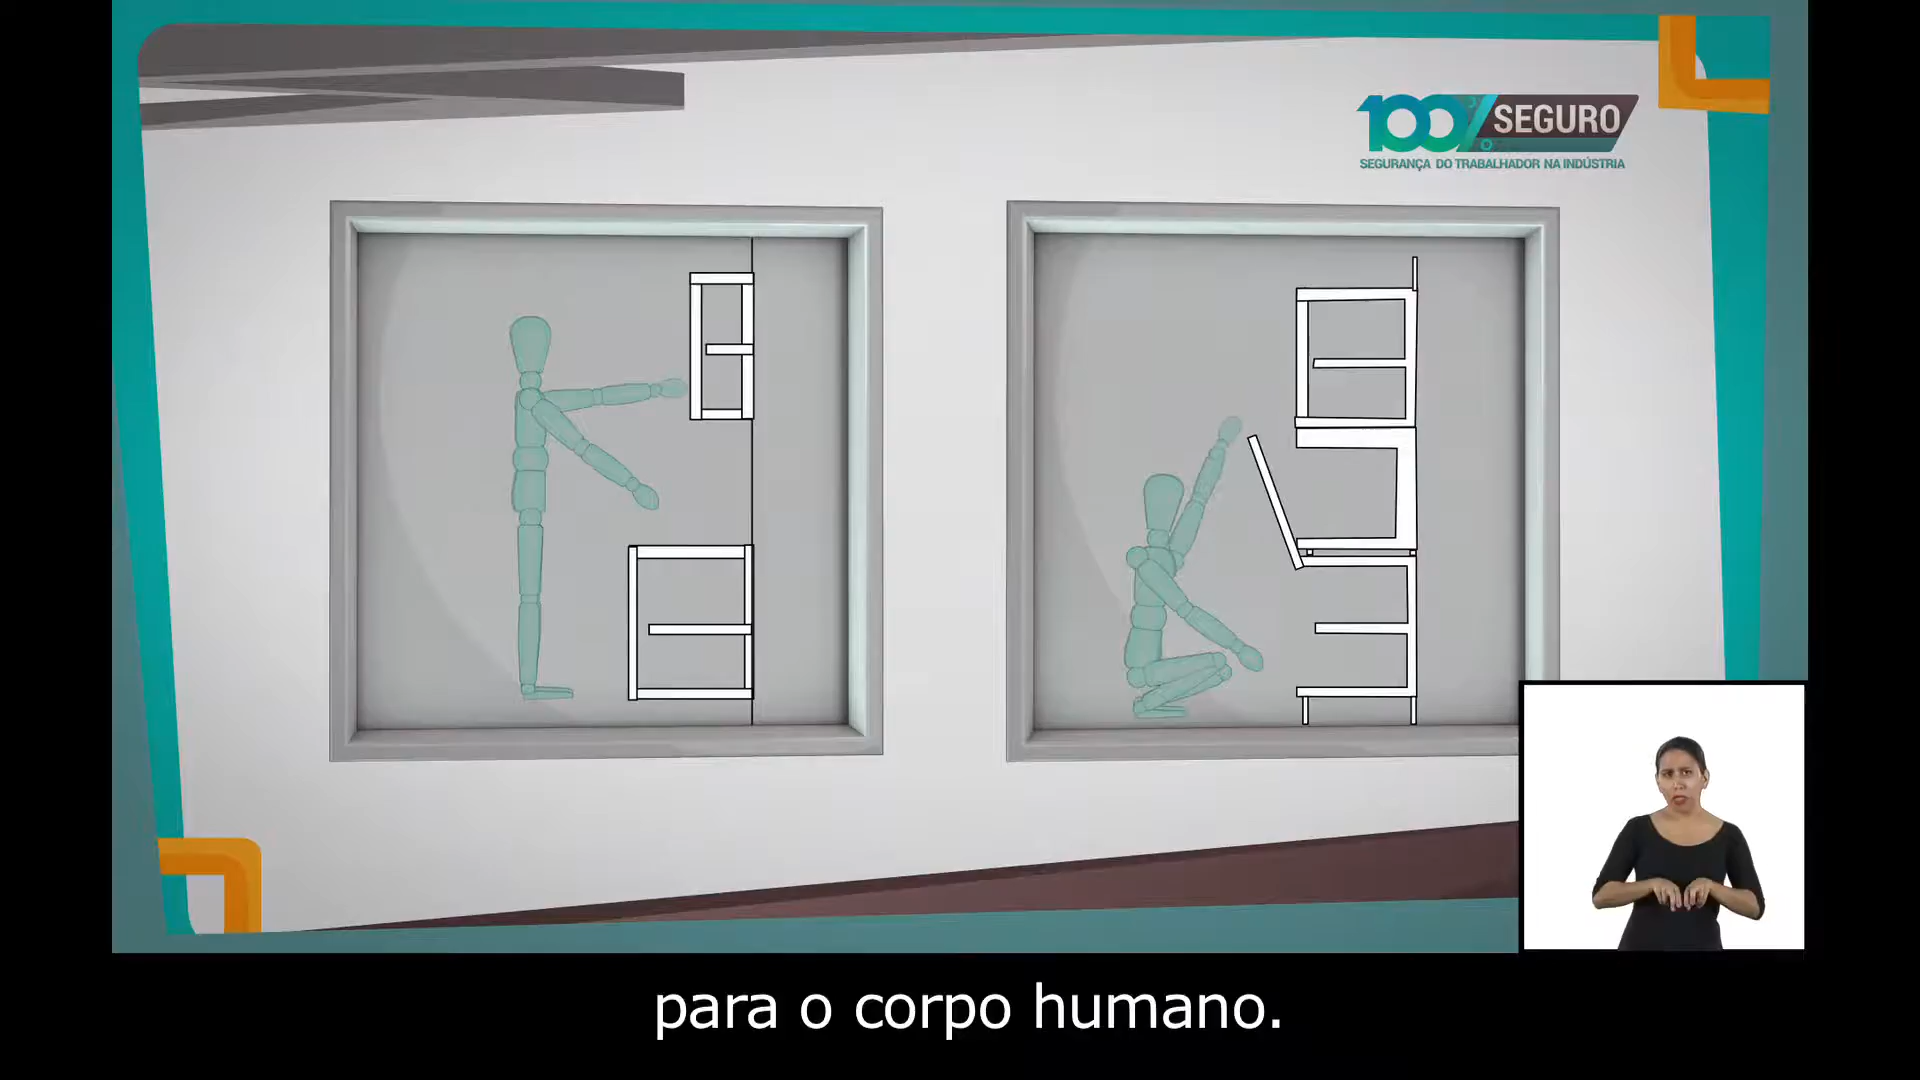 100% SEGURO
SEGURANÇA DO TRABALHADOR NA INDÚSTRIA
para o corpo humano.